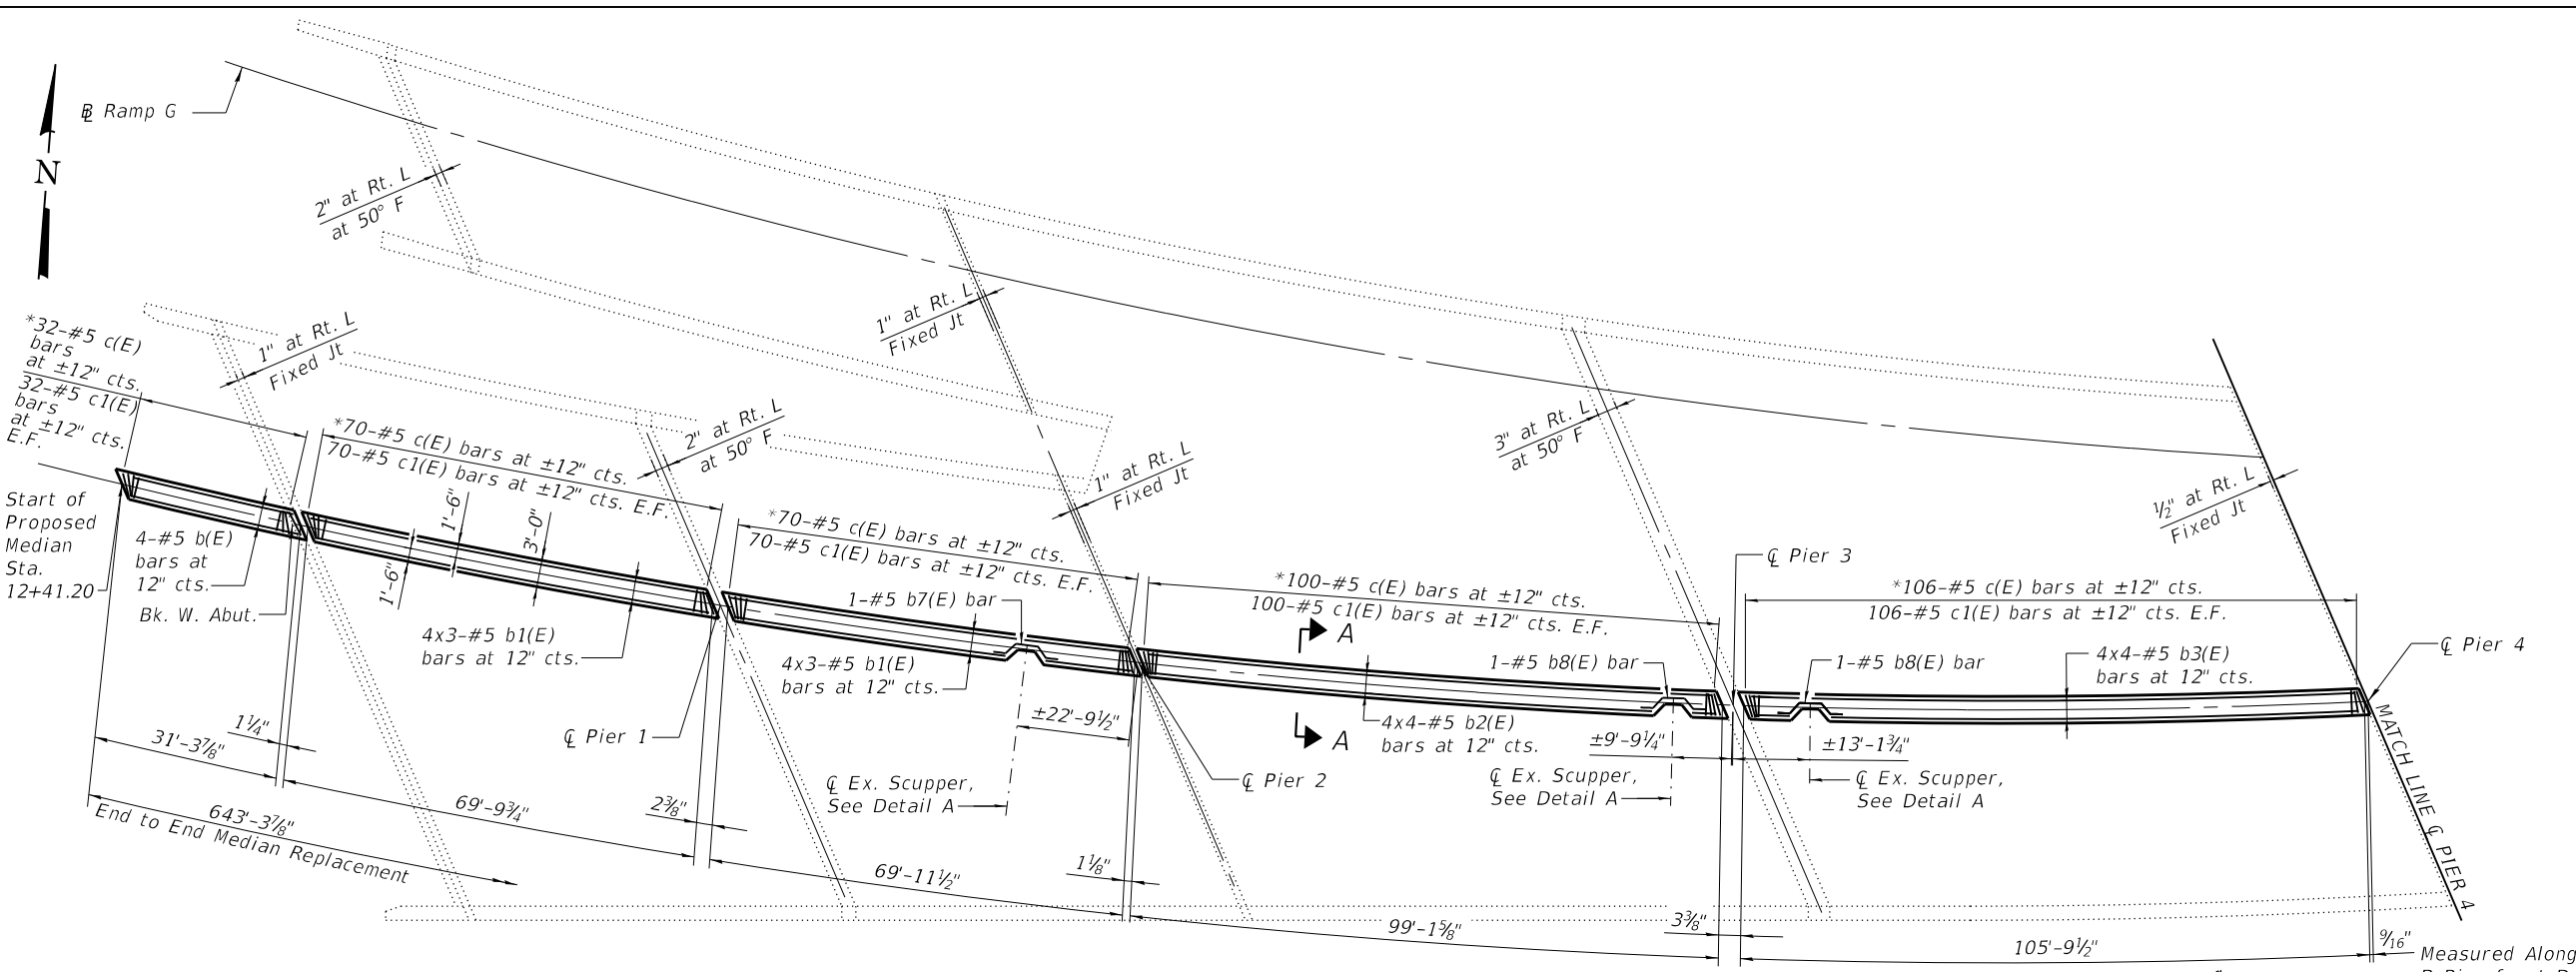 ℄ Ramp G
N
2" at Rt. L
at 50° F
1" at Rt. L
Fixed Jt
1" at Rt. L
Fixed Jt
2" at Rt. L
at 50° F
1" at Rt. L
Fixed Jt
3" at Rt. L
at 50° F
½" at Rt. L
Fixed Jt
*32-#5 c(E)
bars
at ±12" cts.
32-#5 c1(E)
bars
at ±12" cts.
E.F.
*70-#5 c(E) bars at ±12" cts.
70-#5 c1(E) bars at ±12" cts. E.F.
*70-#5 c(E) bars at ±12" cts.
70-#5 c1(E) bars at ±12" cts. E.F.
*100-#5 c(E) bars at ±12" cts.
100-#5 c1(E) bars at ±12" cts. E.F.
*106-#5 c(E) bars at ±12" cts.
106-#5 c1(E) bars at ±12" cts. E.F.
Start of
Proposed
Median
Sta.
12+41.20
4-#5 b(E)
bars at
12" cts.
Bk. W. Abut.
1'-6"
1'-6"
3'-0"
4x3-#5 b1(E)
bars at 12" cts.
℄ Pier 1
1-#5 b7(E) bar
4x3-#5 b1(E)
bars at 12" cts.
±22'-9½"
℄ Ex. Scupper,
See Detail A
℄ Pier 2
A
A
4x4-#5 b2(E)
bars at 12" cts.
1-#5 b8(E) bar
±9'-9¼"
℄ Ex. Scupper,
See Detail A
℄ Pier 3
1-#5 b8(E) bar
±13'-1¾"
℄ Ex. Scupper,
See Detail A
4x4-#5 b3(E)
bars at 12" cts.
℄ Pier 4
MATCH LINE ℄ PIER 4
31'-3⅞"
1¼"
69'-9¾"
2⅜"
69'-11½"
1⅛"
99'-1⅝"
3⅜"
105'-9½"
9/16"
643'-3⅞"
End to End Median Replacement
Measured Along